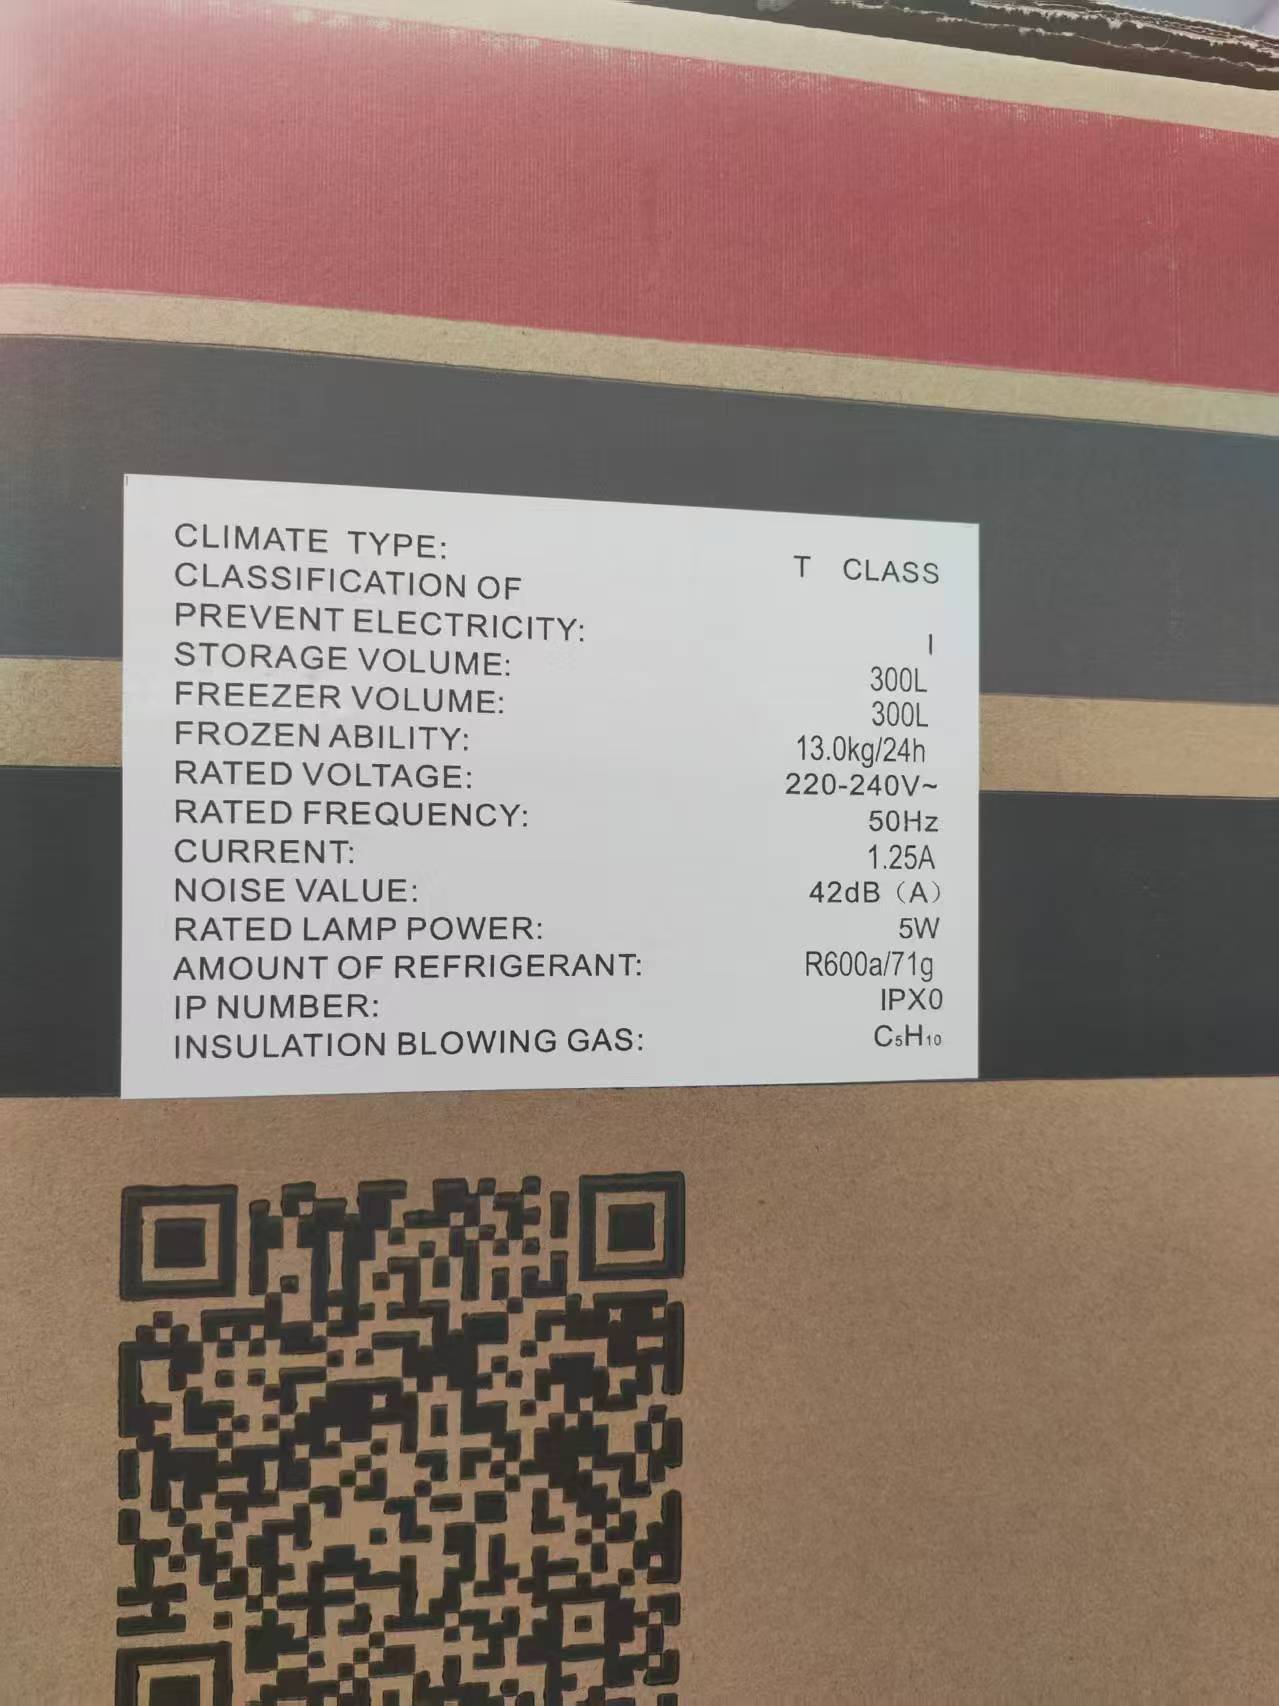 CLIMATE TYPE: T CLASS
CLASSIFICATION OF
PREVENT ELECTRICITY: I
STORAGE VOLUME: 300L
FREEZER VOLUME: 300L
FROZEN ABILITY: 13.0kg/24h
RATED VOLTAGE: 220-240V~
RATED FREQUENCY: 50Hz
CURRENT: 1.25A
NOISE VALUE: 42dB（A）
RATED LAMP POWER: 5W
AMOUNT OF REFRIGERANT: R600a/71g
IP NUMBER: IPX0
INSULATION BLOWING GAS: C₅H₁₀